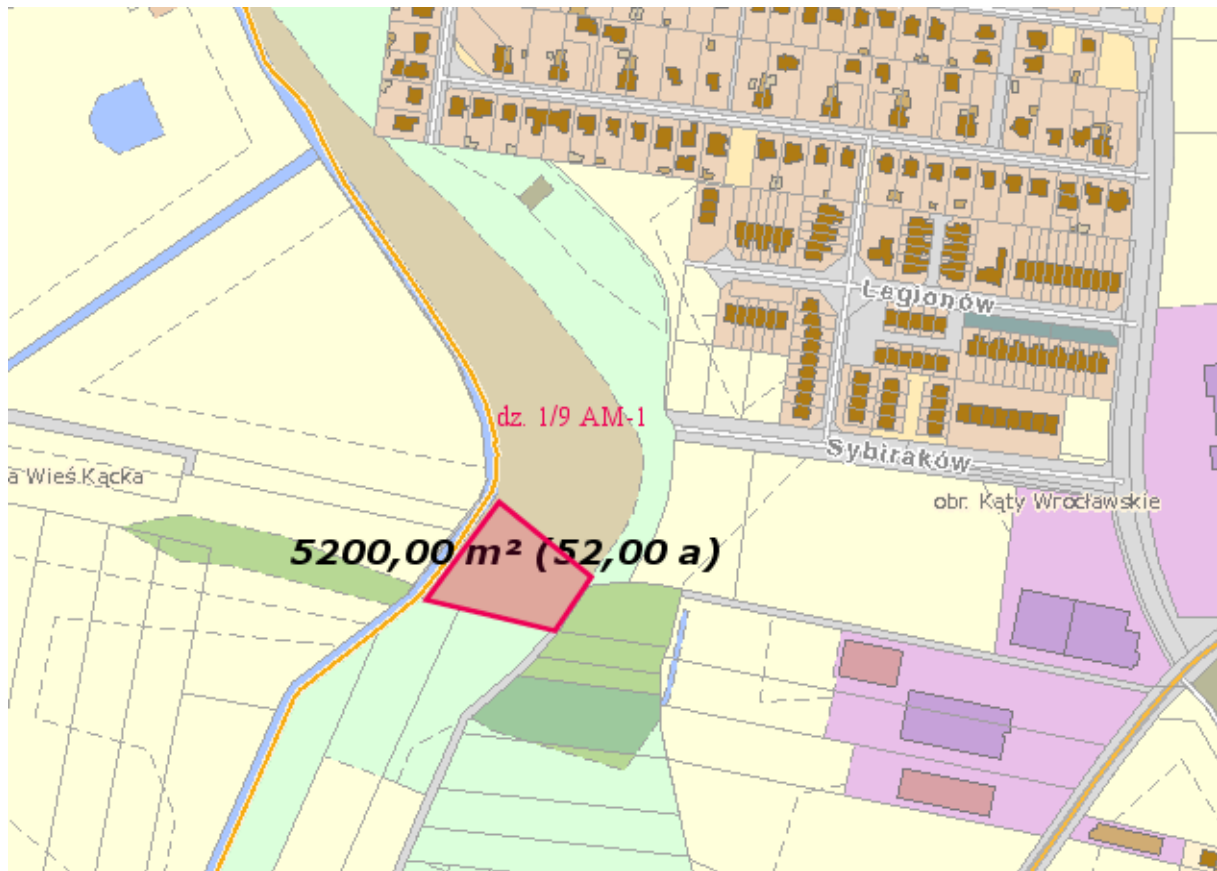 Legionów
dz. 1/9 AM-1
Sybiraków
a Wieś.Kącka
obr. Kąty Wrocławskie
5200,00 m² (52,00 a)